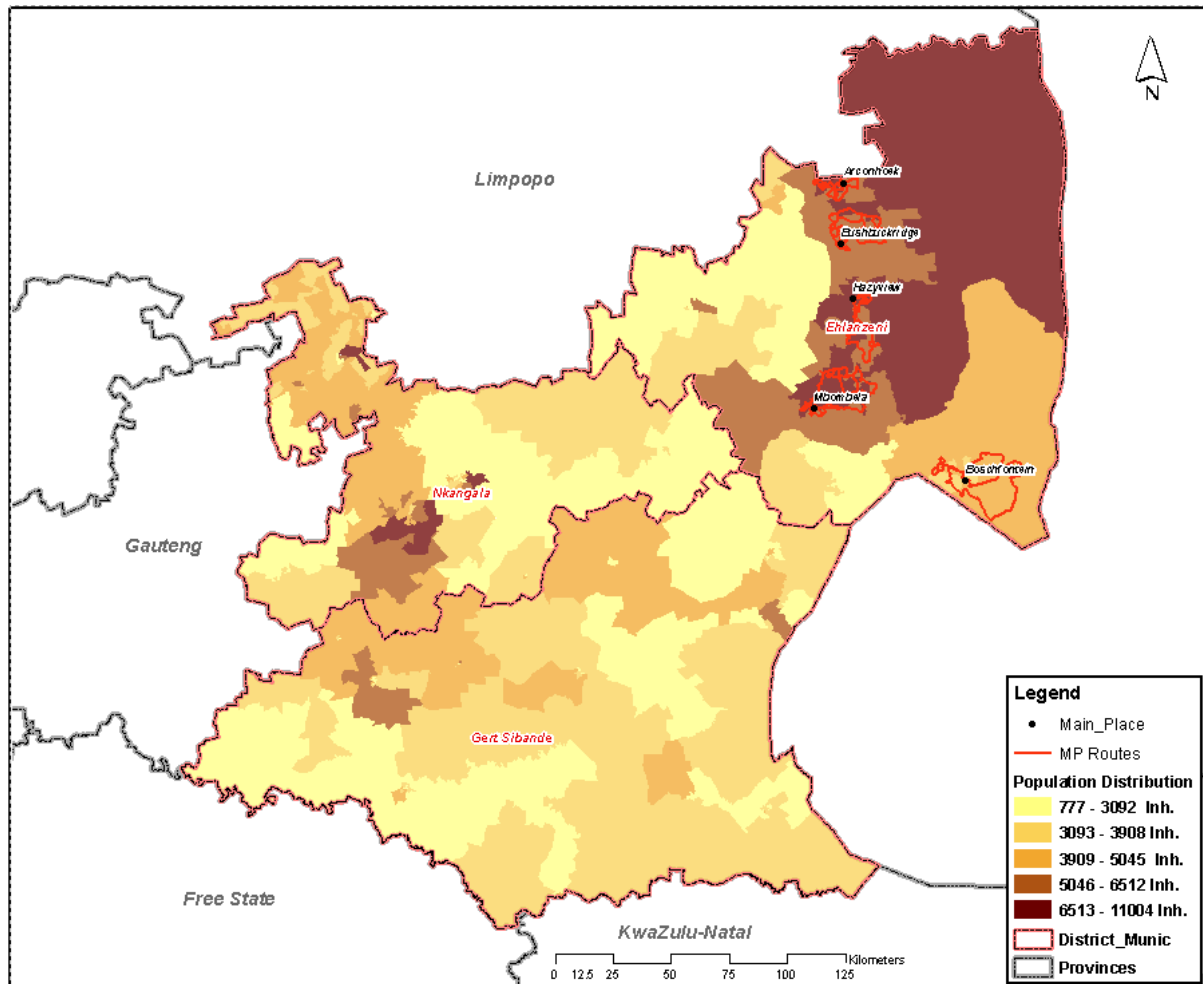 N
Limpopo
Arconhoek
Bushbuckridge
Hazyview
Ehlanzeni
Mbombela
Boschfontein
Nkangala
Gauteng
Gert Sibande
Free State
KwaZulu-Natal
Kilometers
0 12.5 25 50 75 100 125
Legend
Main_Place
MP Routes
Population Distribution
777 - 3092 Inh.
3093 - 3908 Inh.
3909 - 5045 Inh.
5046 - 6512 Inh.
6513 - 11004 Inh.
District_Munic
Provinces